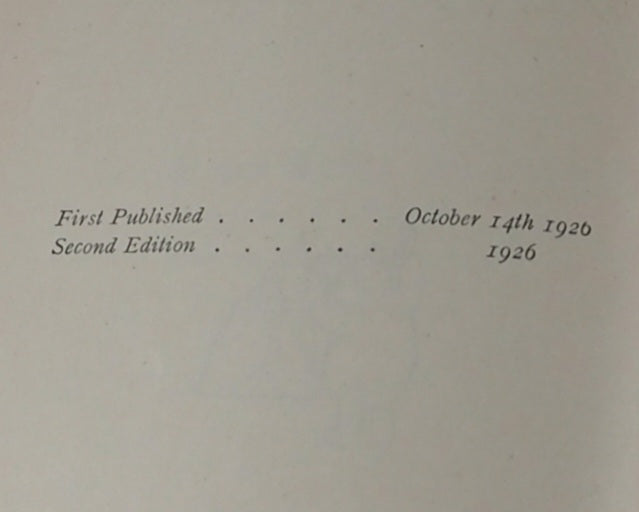 First Published . . . . . . October 14th 1926
Second Edition . . . . . . 1926